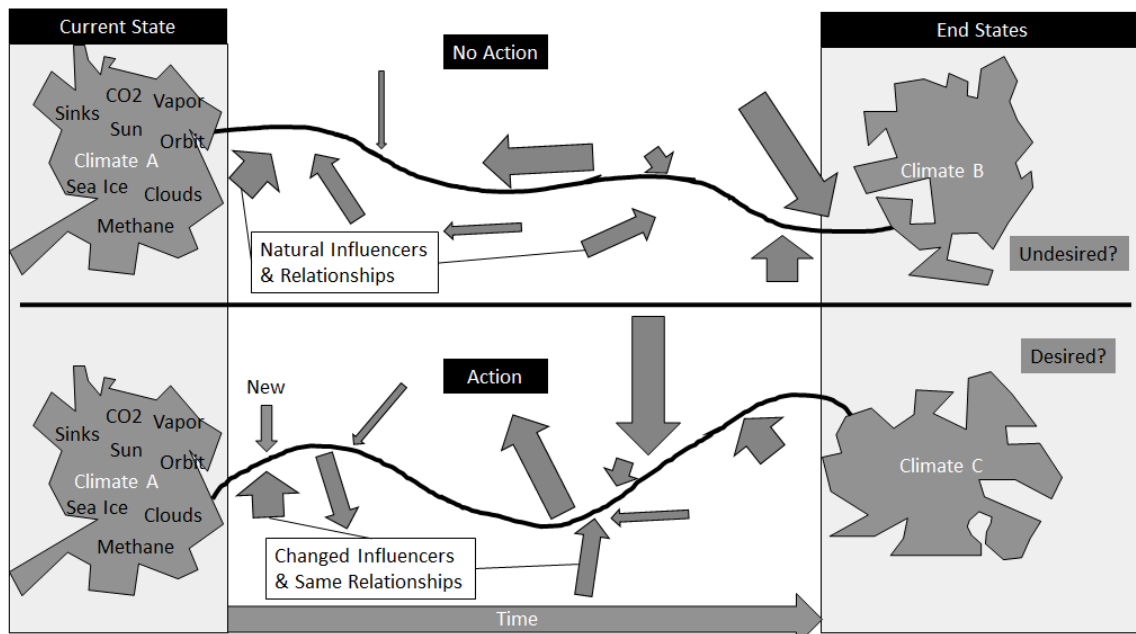 Current State
No Action
End States
CO2
Vapor
Sinks
Sun
Orbit
Climate A
Sea Ice
Clouds
Methane
Natural Influencers
& Relationships
Climate B
Undesired?
Action
Desired?
New
CO2
Vapor
Sinks
Sun
Orbit
Climate A
Sea Ice
Clouds
Methane
Changed Influencers
& Same Relationships
Climate C
Time